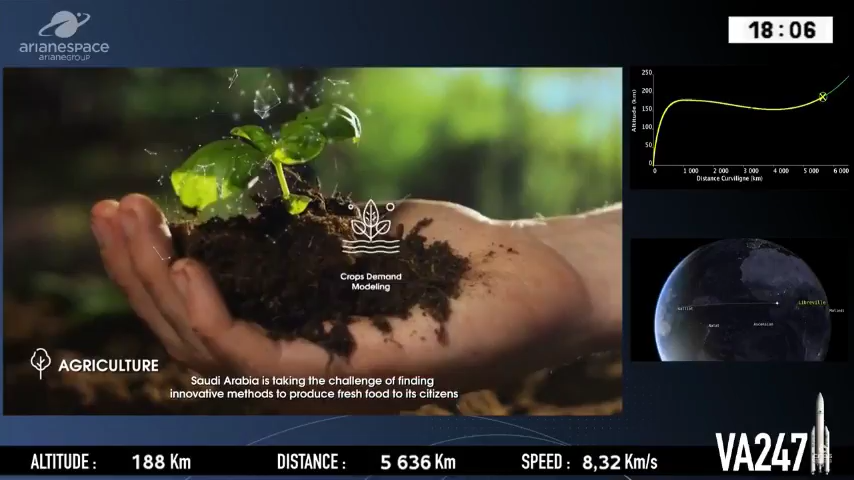 arianespace
arianeGROUP
18:06
Altitude (km)
250
200
150
100
50
0
0 1 000 2 000 3 000 4 000 5 000 6 000
Distance Curviligne (km)
Crops Demand
Modeling
AGRICULTURE
Saudi Arabia is taking the challenge of finding
innovative methods to produce fresh food to its citizens
Galliot
Libreville
Natal
Ascension
Malindi
ALTITUDE : 188 Km DISTANCE : 5 636 Km SPEED : 8,32 Km/s
VA247